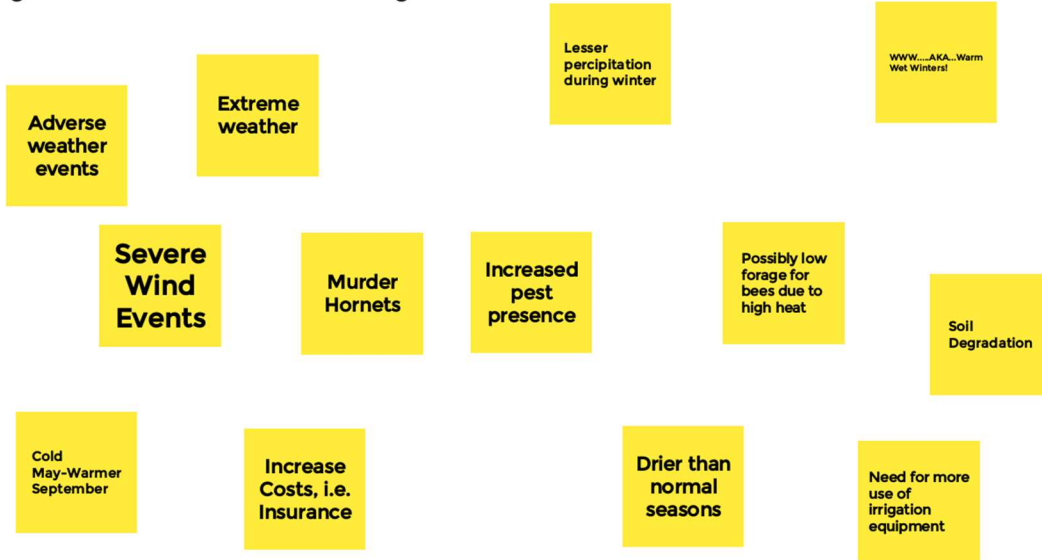 Lesser
percipitation
during winter
WWW.....AKA...Warm
Wet Winters!
Extreme
weather
Adverse
weather
events
Severe
Wind
Events
Murder
Hornets
Increased
pest
presence
Possibly low
forage for
bees due to
high heat
Soil
Degradation
Cold
May-Warmer
September
Increase
Costs, i.e.
Insurance
Drier than
normal
seasons
Need for more
use of
irrigation
equipment